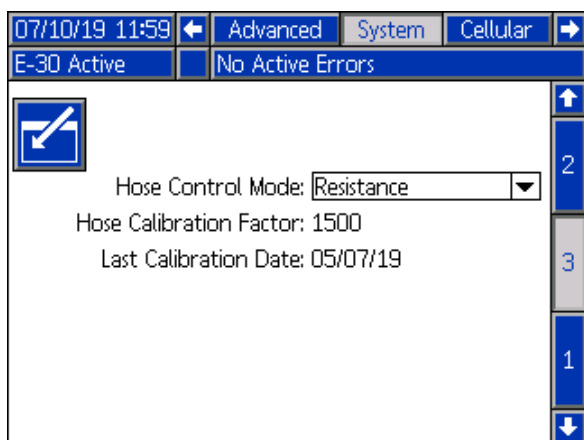 07/10/19 11:59 Advanced System Cellular
E-30 Active No Active Errors
2
Hose Control Mode: Resistance
Hose Calibration Factor: 1500
Last Calibration Date: 05/07/19
3
1